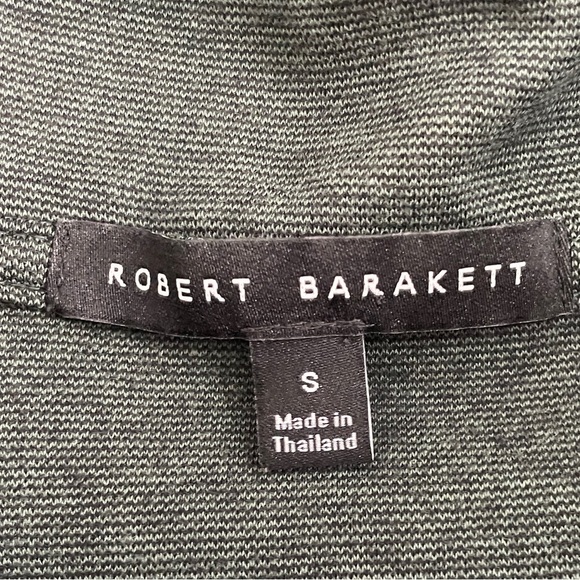 ROBERT BARAKETT
S
Made in
Thailand